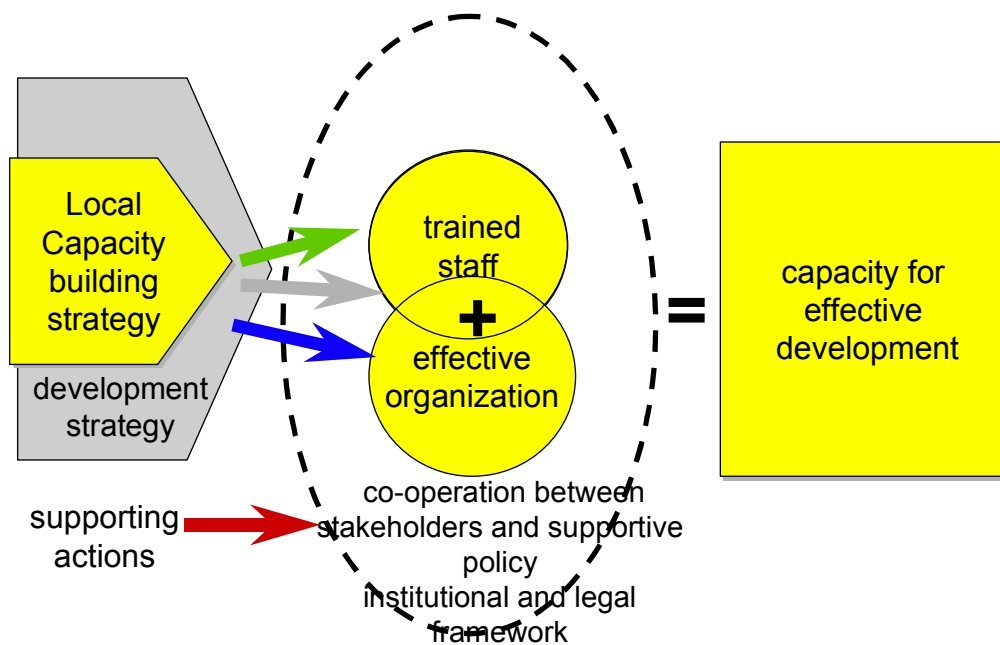 Local
Capacity
building
strategy
development
strategy
supporting
actions
trained
staff
+
effective
organization
co-operation between
stakeholders and supportive
policy
institutional and legal
framework
=
capacity for
effective
development